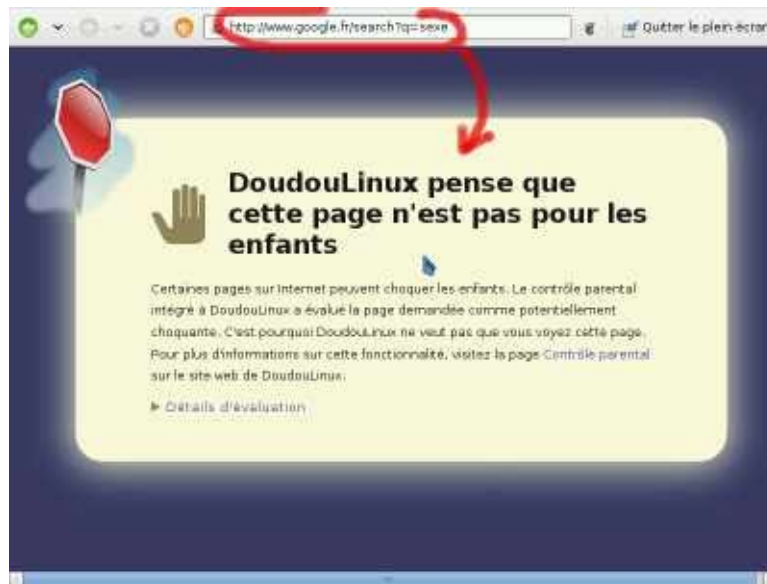 http://www.google.fr/search?q=sexe
Quitter le plein écran
DoudouLinux pense que
cette page n'est pas pour les
enfants
Certaines pages sur Internet peuvent choquer les enfants. Le contrôle parental
intégré à DoudouLinux a évalué la page demandée comme potentiellement
choquante. C'est pourquoi DoudouLinux ne veut pas que vous voyez cette page.
Pour plus d'informations sur cette fonctionnalité, visitez la page Contrôle parental
sur le site web de DoudouLinux.
Détails d'évaluation